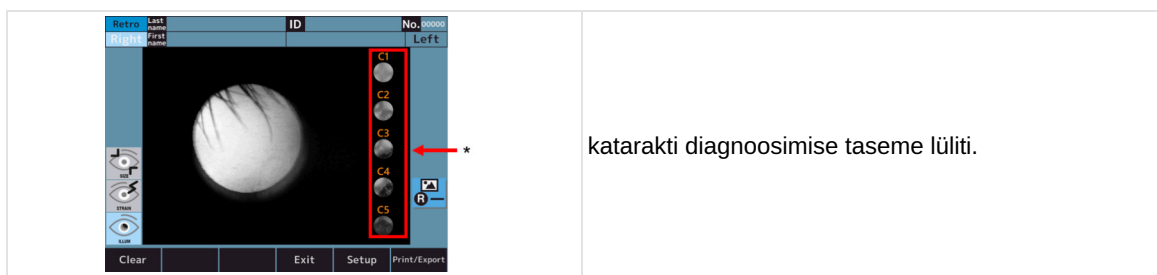 Retro Last name ID No. 00000
Right First name Left
C1
C2
C3
*
C4
C5
SIZE
STRAIN
R
ILLUM
Clear Exit Setup Print/Export
katarakti diagnoosimise taseme lüliti.